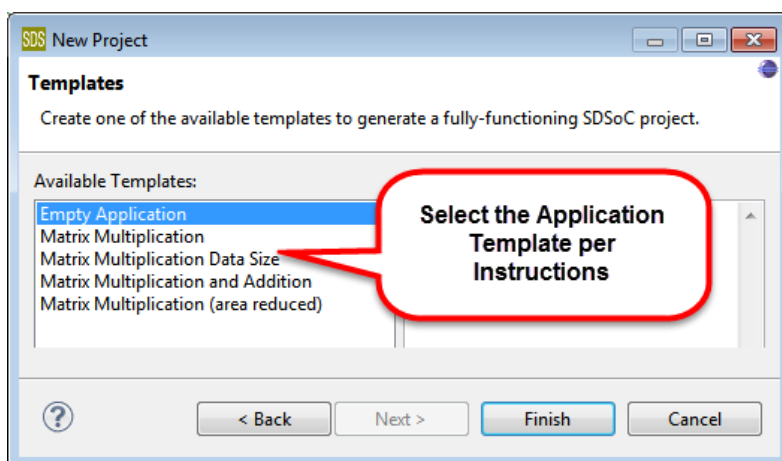 SDS New Project
Templates
Create one of the available templates to generate a fully-functioning SDSoC project.
Available Templates:
Empty Application
Matrix Multiplication
Matrix Multiplication Data Size
Matrix Multiplication and Addition
Matrix Multiplication (area reduced)
Select the Application
Template per
Instructions
?
< Back
Next >
Finish
Cancel